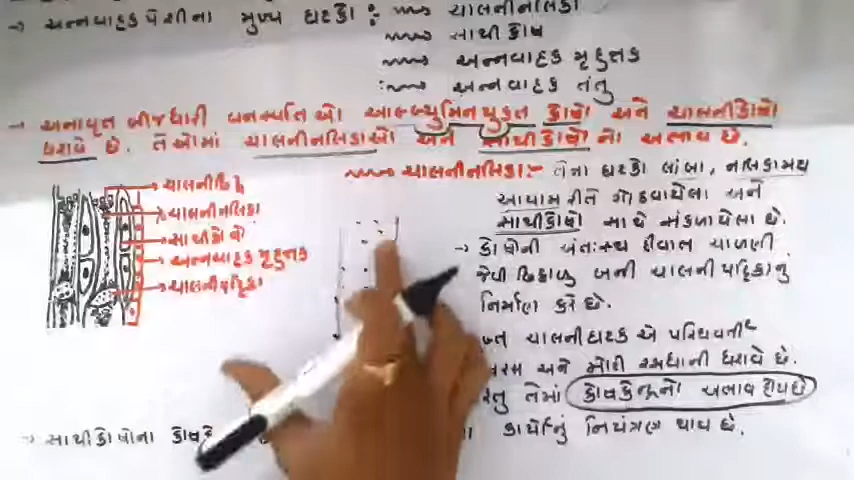 → અન્નવાહક પેશીના મુખ્ય ઘટકો : ચાલનીનલિકા
સાથી કોષ
અન્નવાહક મૃદુત્તક
અન્નવાહક તંતુ
→ અનાવૃત બીજધારી વનસ્પતિઓ આલ્બ્યુમિનયુક્ત કોષો અને ચાલનીકોષો
ધરાવે છે. તેઓમાં ચાલનીનલિકાઓ અને સાથીકોષો નો અભાવ છે.
ચાલનીનલિકા:- તેના ઘટકો લાંબા, નલિકામય
આયામ રીતે ગોઠવાયેલા અને
સાથીકોષો સાથે સંકળાયેલા છે.
→ કોષોની અંતઃસ્થ દીવાલ ચાળણી
જેવી છિદ્રાળુ બની ચાલની પટ્ટિકાનું
નિર્માણ કરે છે.
ચાલની ઘટક એ પરિઘવર્તી
અને મોટી રસધાની ધરાવે છે.
તેમાં કોષકેન્દ્રનો અભાવ હોય છે
→ સાથીકોષોના કાર્યોનું નિયંત્રણ થાય છે.
ચાલનીછિદ્ર
ચાલનીનલિકા
સાથીકોષો
અન્નવાહક મૃદુત્તક
ચાલનીપટ્ટિકા